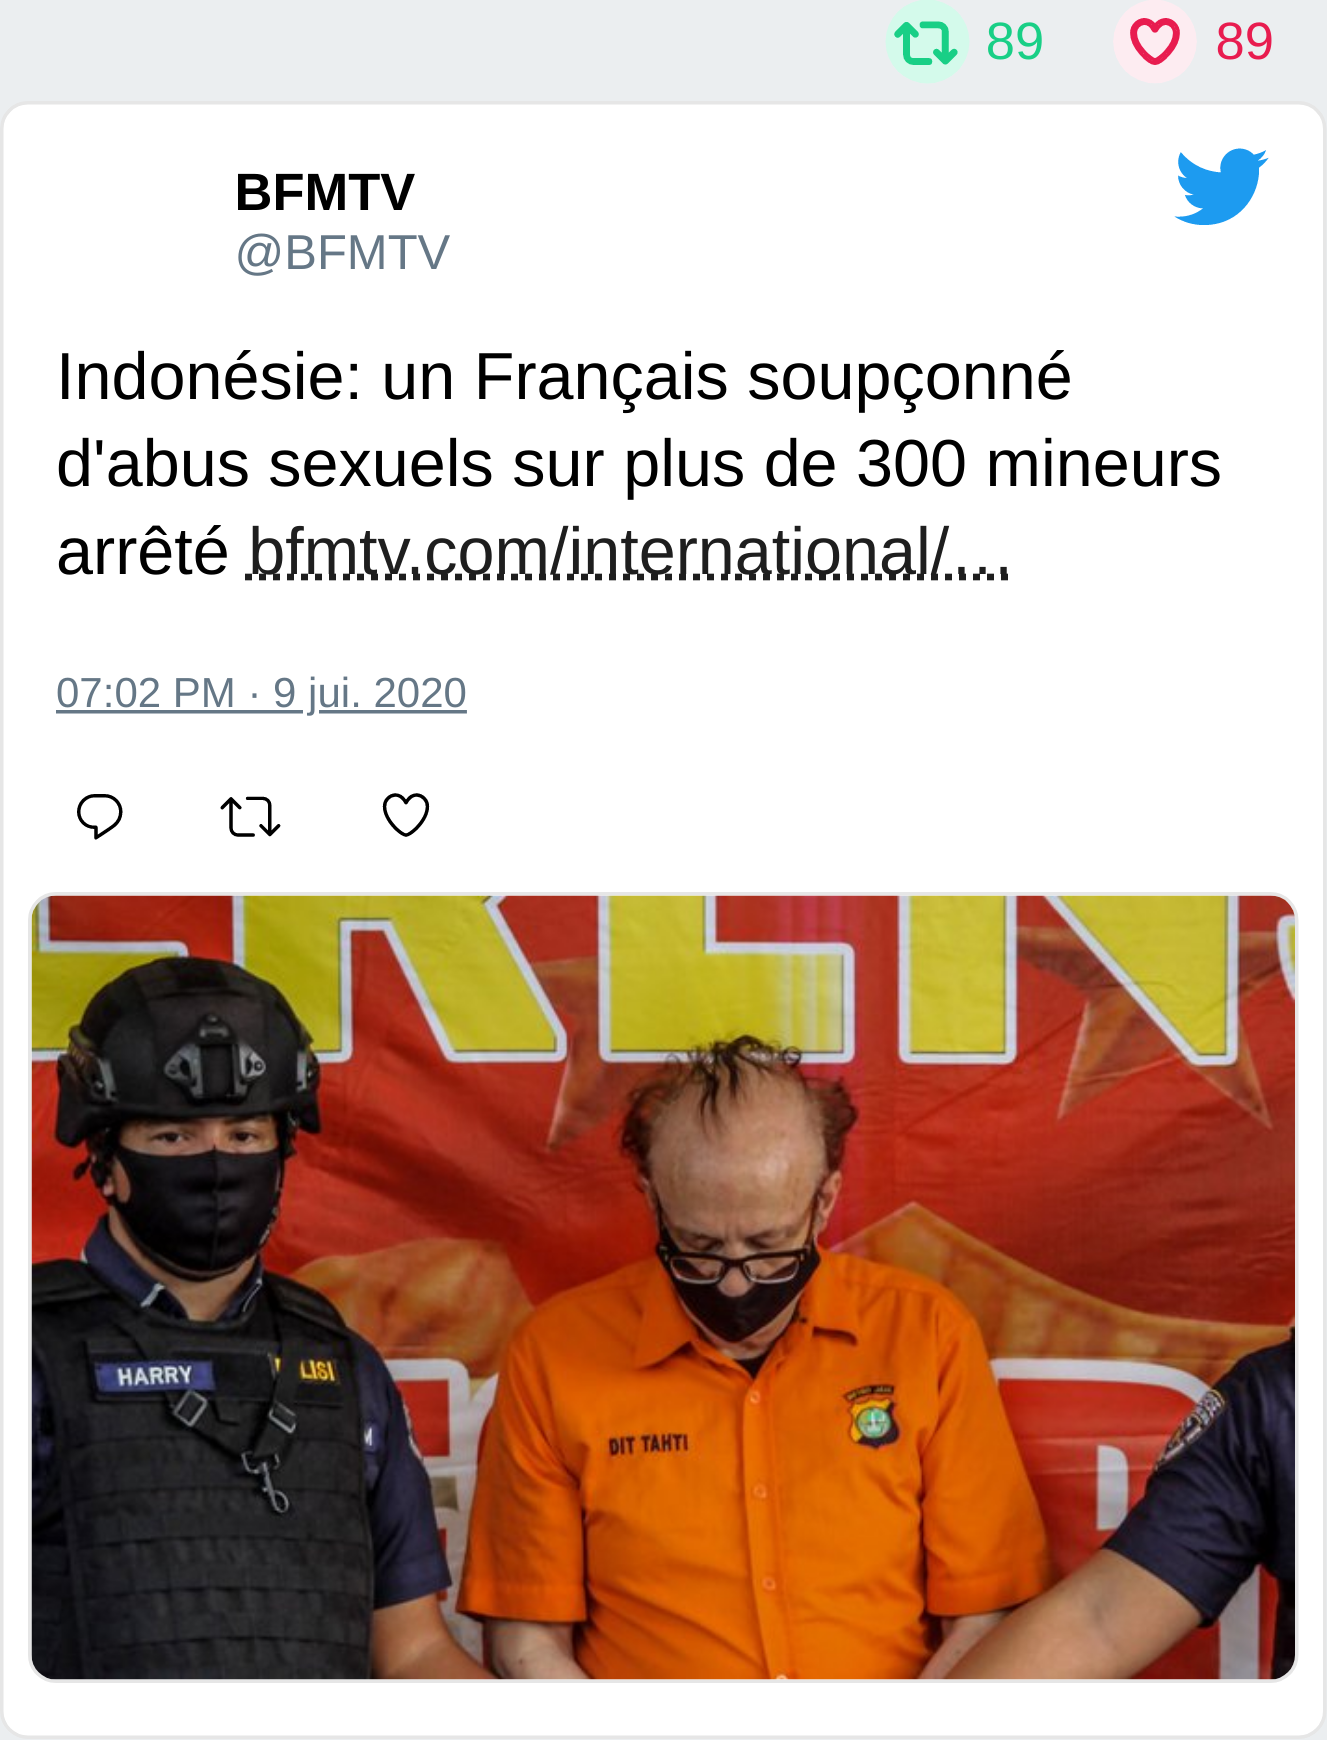 89 89
BFMTV
@BFMTV
Indonésie: un Français soupçonné
d'abus sexuels sur plus de 300 mineurs
arrêté bfmtv.com/international/…
07:02 PM · 9 jui. 2020
HARRY
LISI
M
DIT TAHTI